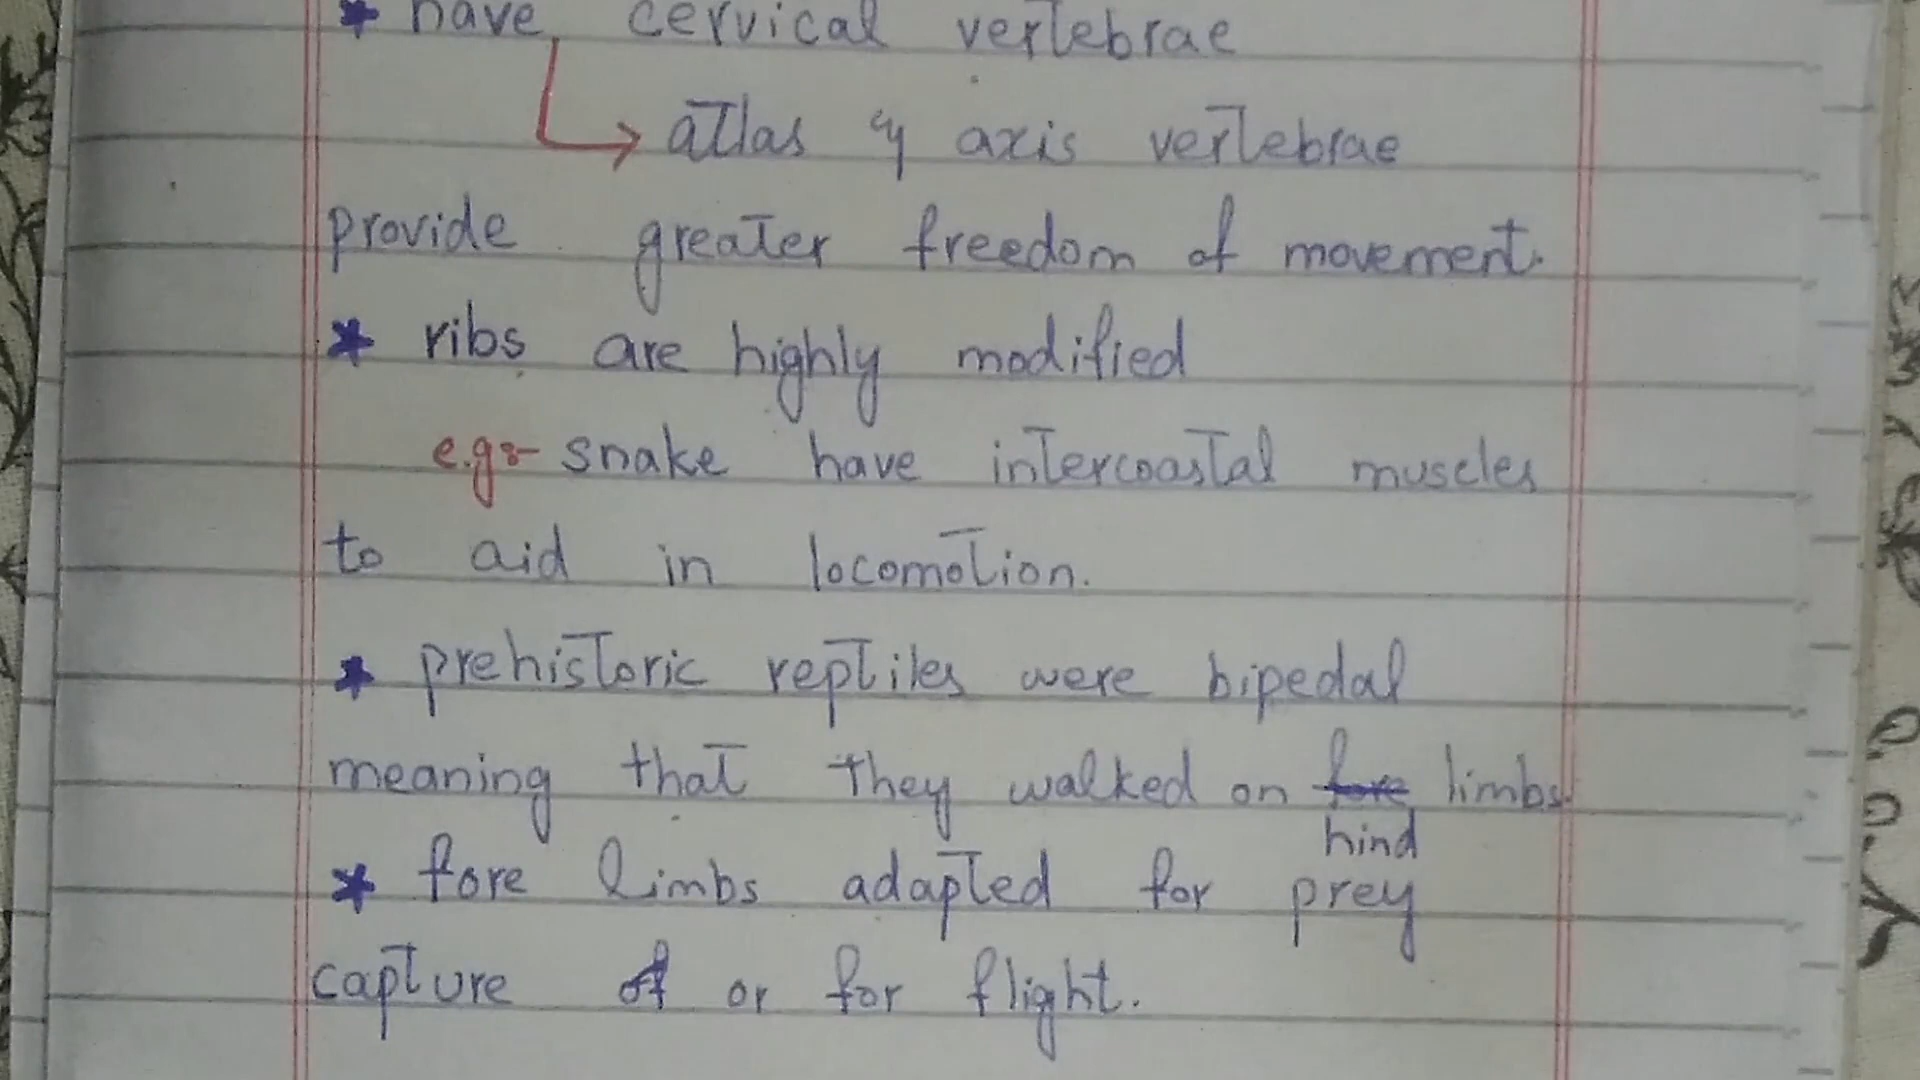 * have cervical vertebrae
→ atlas & axis vertebrae
provide greater freedom of movement.
* ribs are highly modified
e.g:- snake have intercoastal muscles
to aid in locomotion.
* prehistoric reptiles were bipedal
meaning that they walked on fore limbs
hind
* fore limbs adapted for prey
capture of or for flight.